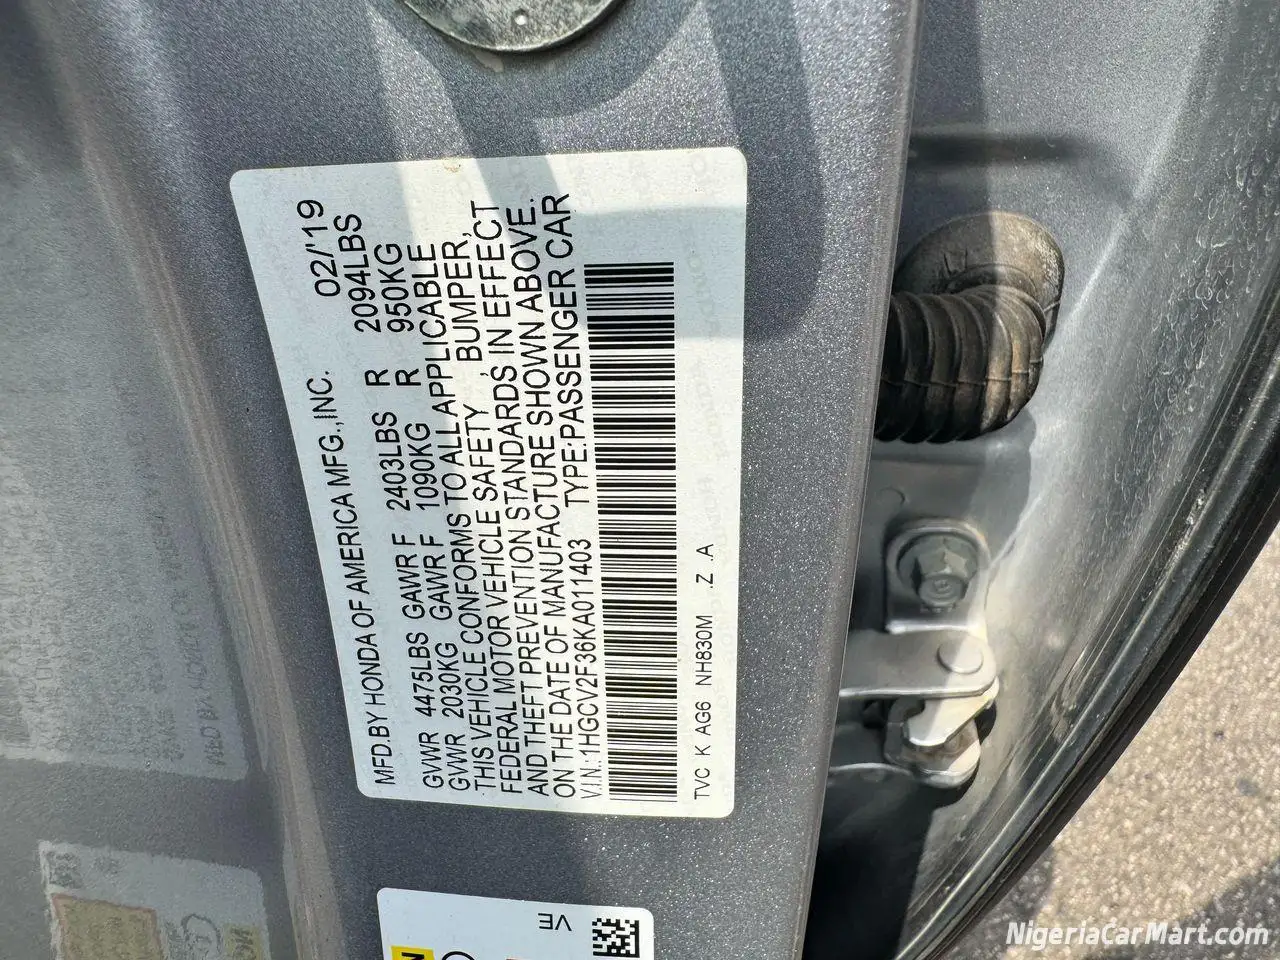 MFD.BY HONDA OF AMERICA MFG.,INC. 02/'19
GVWR 4475LBS GAWR F 2403LBS R 2094LBS
GVWR 2030KG GAWR F 1090KG R 950KG
THIS VEHICLE CONFORMS TO ALL APPLICABLE
FEDERAL MOTOR VEHICLE SAFETY, BUMPER,
AND THEFT PREVENTION STANDARDS IN EFFECT
ON THE DATE OF MANUFACTURE SHOWN ABOVE.
V.I.N.:1HGCV2F36KA011403 TYPE:PASSENGER CAR
TVC K AG6 NH830M .Z .A
VE
NigeriaCarMart.com